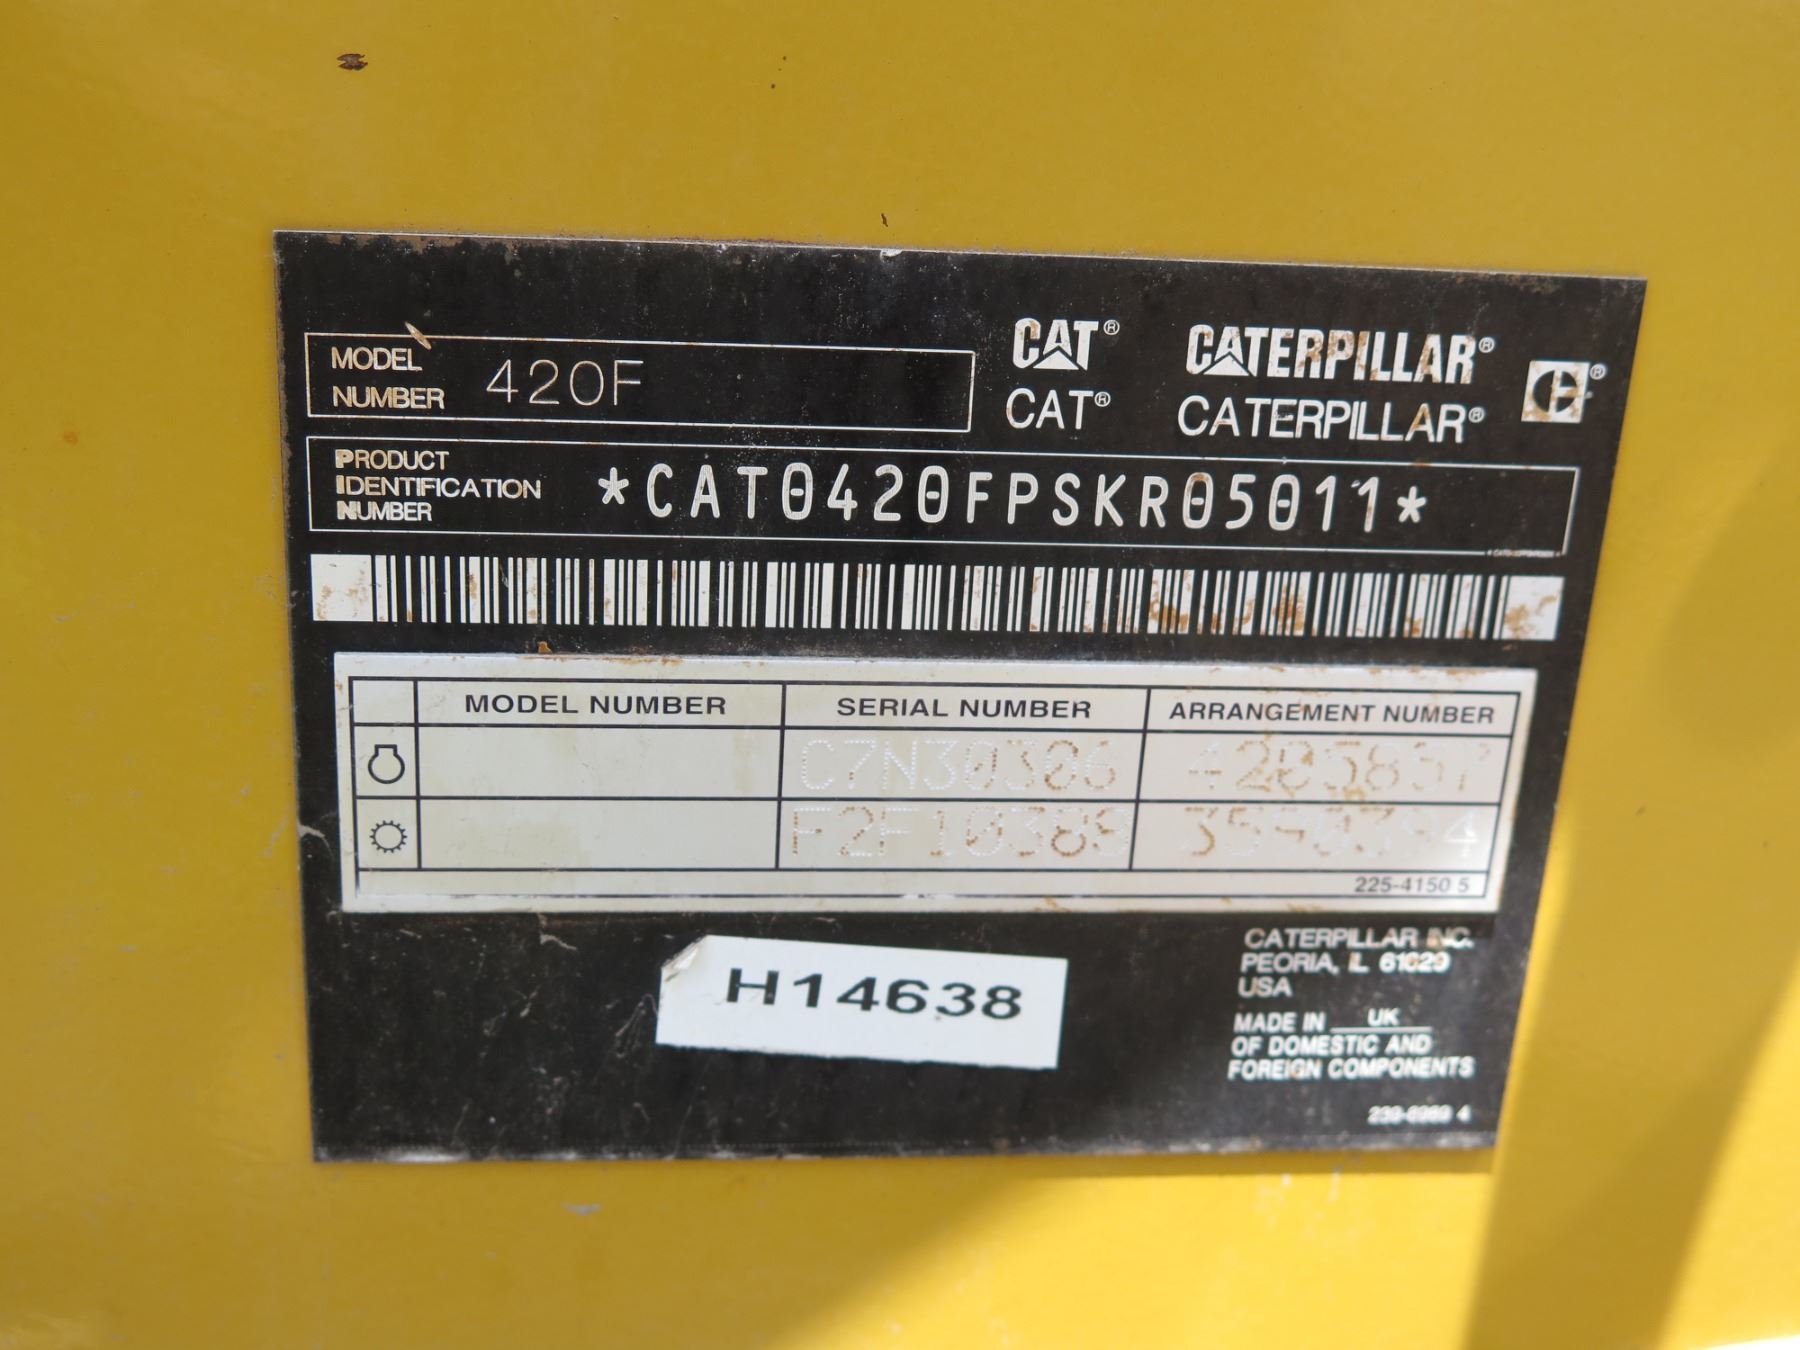 MODEL NUMBER 420F
CAT® CATERPILLAR®
CAT® CATERPILLAR®
PRODUCT IDENTIFICATION NUMBER *CAT0420FPSKR05011*
MODEL NUMBER SERIAL NUMBER ARRANGEMENT NUMBER
C7N30306
225-4150 5
H14638
CATERPILLAR INC.
PEORIA, IL 61629
USA
MADE IN UK
OF DOMESTIC AND
FOREIGN COMPONENTS